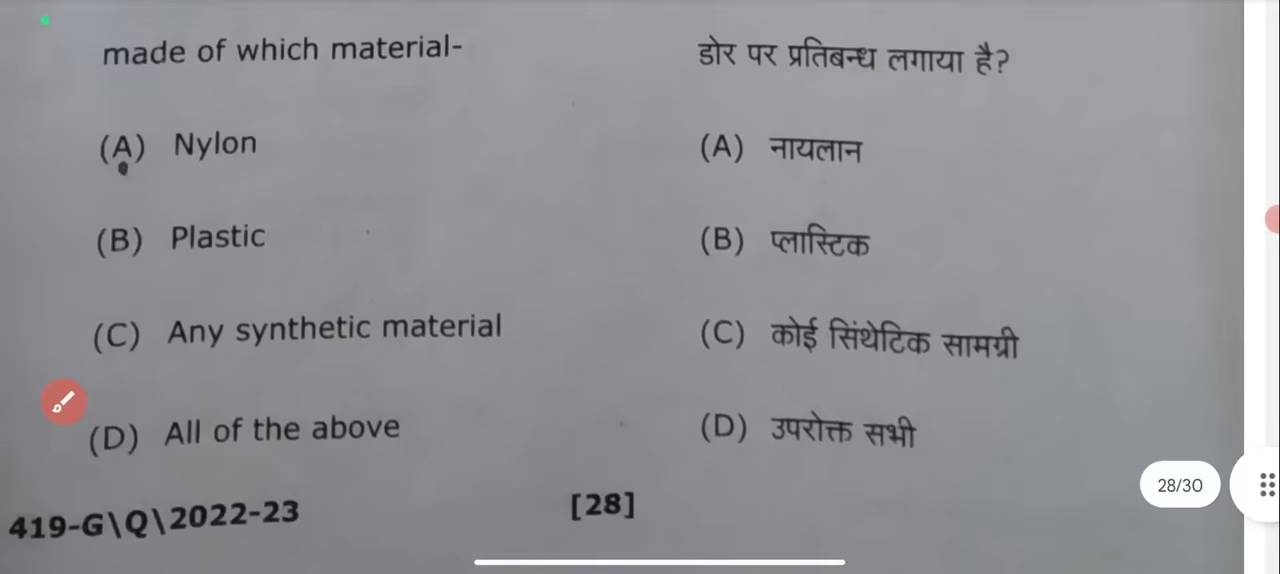 made of which material-
(A) Nylon
(B) Plastic
(C) Any synthetic material
(D) All of the above
डोर पर प्रतिबन्ध लगाया है?
(A) नायलान
(B) प्लास्टिक
(C) कोई सिंथेटिक सामग्री
(D) उपरोक्त सभी
419-G\Q\2022-23
[28]
28/30